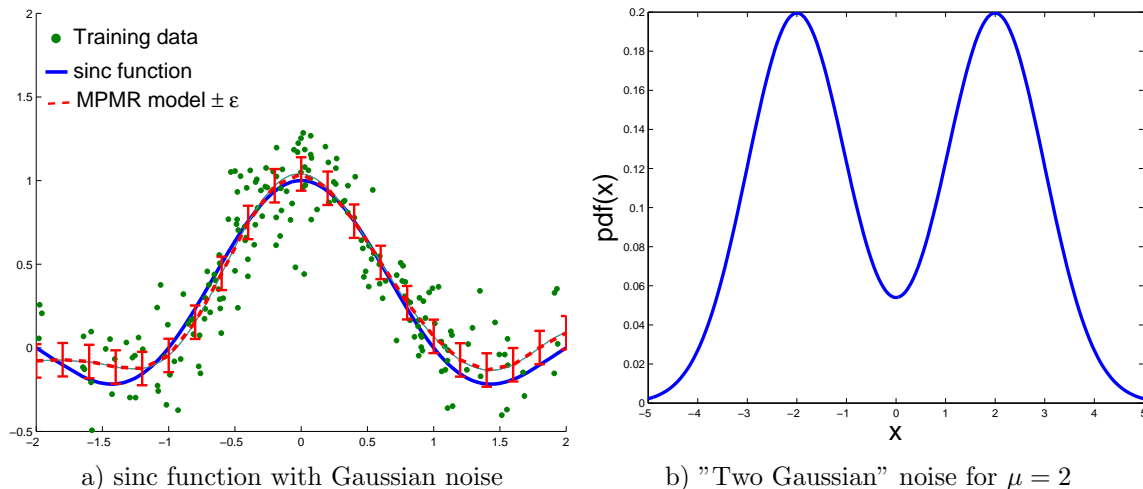 2
1.5
1
0.5
0
−0.5
Training data
sinc function
MPMR model ± ε
−2 −1.5 −1 −0.5 0 0.5 1 1.5 2
a) sinc function with Gaussian noise
0.2
0.18
0.16
0.14
0.12
0.1
0.08
0.06
0.04
0.02
0
pdf(x)
−5 −4 −3 −2 −1 0 1 2 3 4 5
x
b) ”Two Gaussian” noise for μ = 2